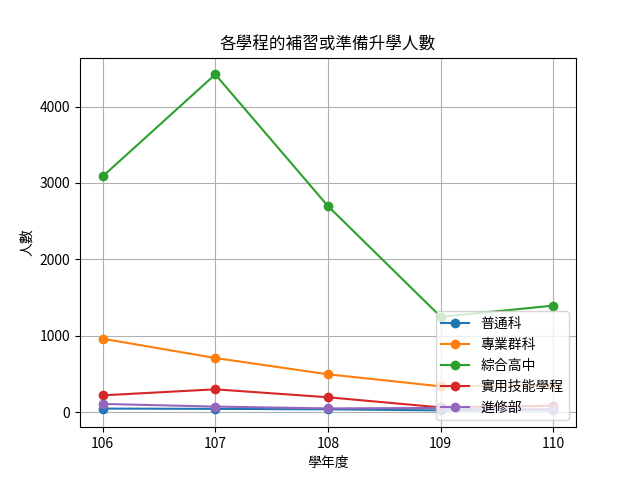 各學程的補習或準備升學人數
人數
4000
3000
2000
1000
0
106
107
108
109
110
學年度
普通科
專業群科
綜合高中
實用技能學程
進修部